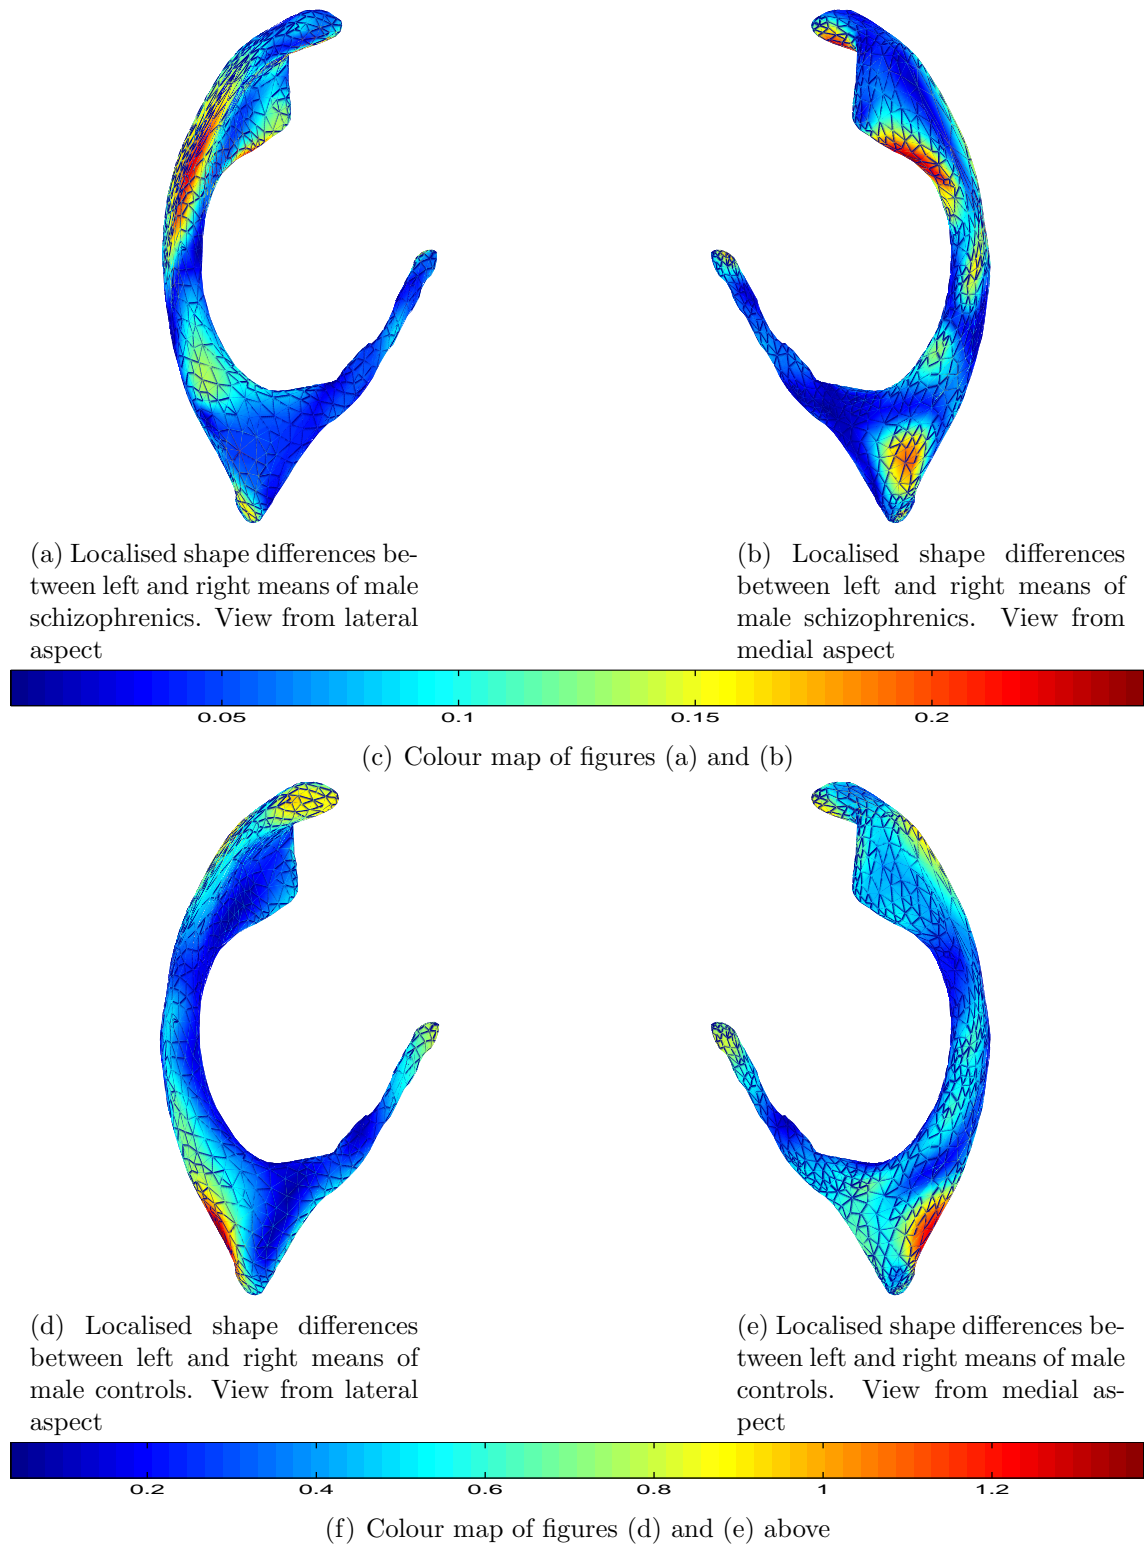 (a) Localised shape differences be-
tween left and right means of male
schizophrenics. View from lateral
aspect
(b) Localised shape differences
between left and right means of
male schizophrenics. View from
medial aspect
0.05 0.1 0.15 0.2
(c) Colour map of figures (a) and (b)
(d) Localised shape differences
between left and right means of
male controls. View from lateral
aspect
(e) Localised shape differences be-
tween left and right means of male
controls. View from medial as-
pect
0.2 0.4 0.6 0.8 1 1.2
(f) Colour map of figures (d) and (e) above